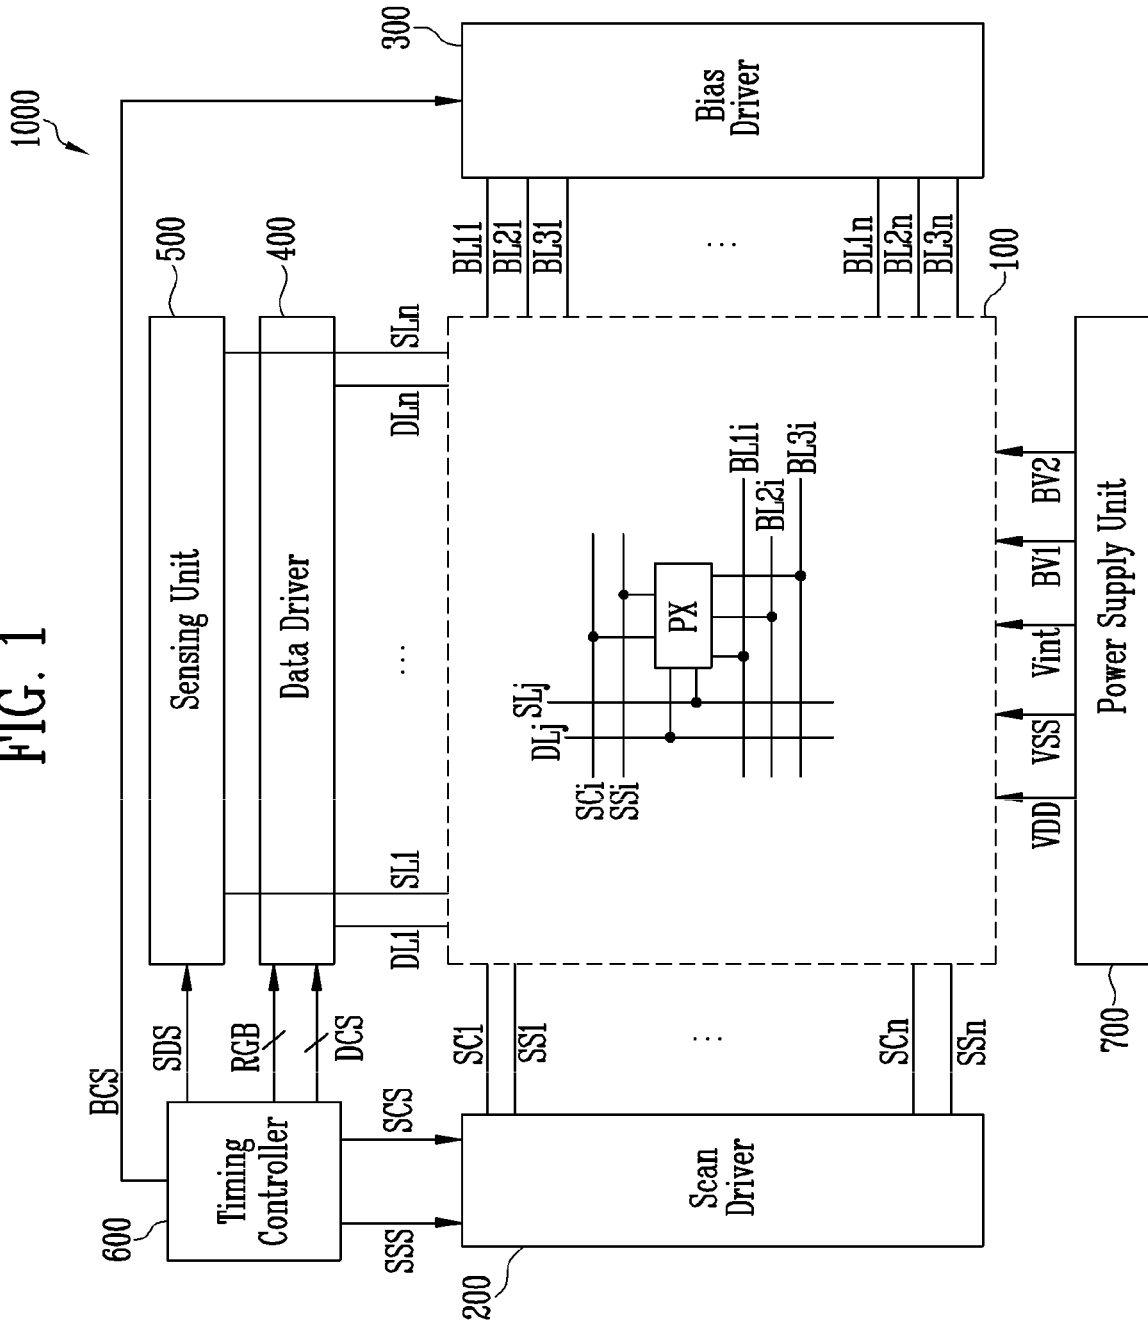 FIG. 1
1000
BCS
600
Timing
Controller
SDS
RGB
DCS
SSS
SCS
500
Sensing Unit
400
Data Driver
DL1
SL1
...
DLn
SLn
200
Scan
Driver
SC1
SS1
...
SCn
SSn
DLj
SLj
SCi
SSi
PX
BL1i
BL2i
BL3i
100
300
Bias
Driver
BL11
BL21
BL31
...
BL1n
BL2n
BL3n
VDD
VSS
Vint
BV1
BV2
700
Power Supply Unit